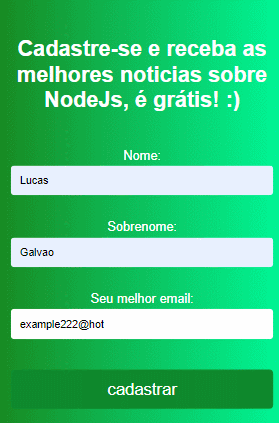 Cadastre-se e receba as
melhores noticias sobre
NodeJs, é grátis! :)
Nome:
Lucas
Sobrenome:
Galvao
Seu melhor email:
example222@hot
cadastrar